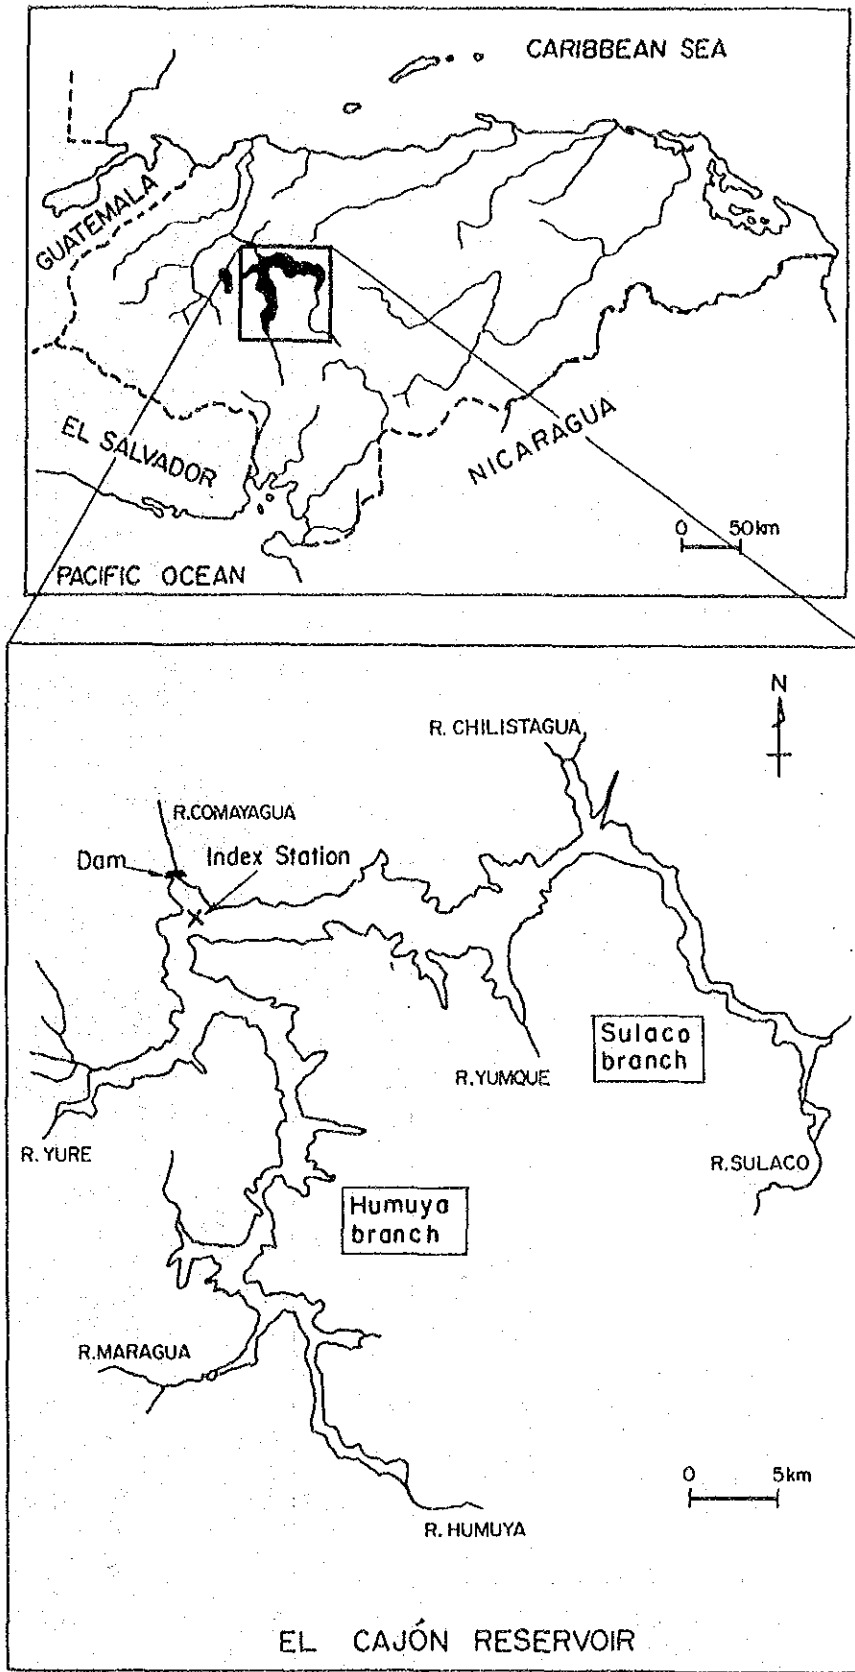 CARIBBEAN SEA
GUATEMALA
EL SALVADOR
NICARAGUA
0 50km
PACIFIC OCEAN
N
R. CHILISTAGUA
R.COMAYAGUA
Dam
Index Station
Sulaco
branch
R.YUMQUE
R. YURE
R.SULACO
Humuya
branch
R.MARAGUA
0 5km
R. HUMUYA
EL CAJÓN RESERVOIR